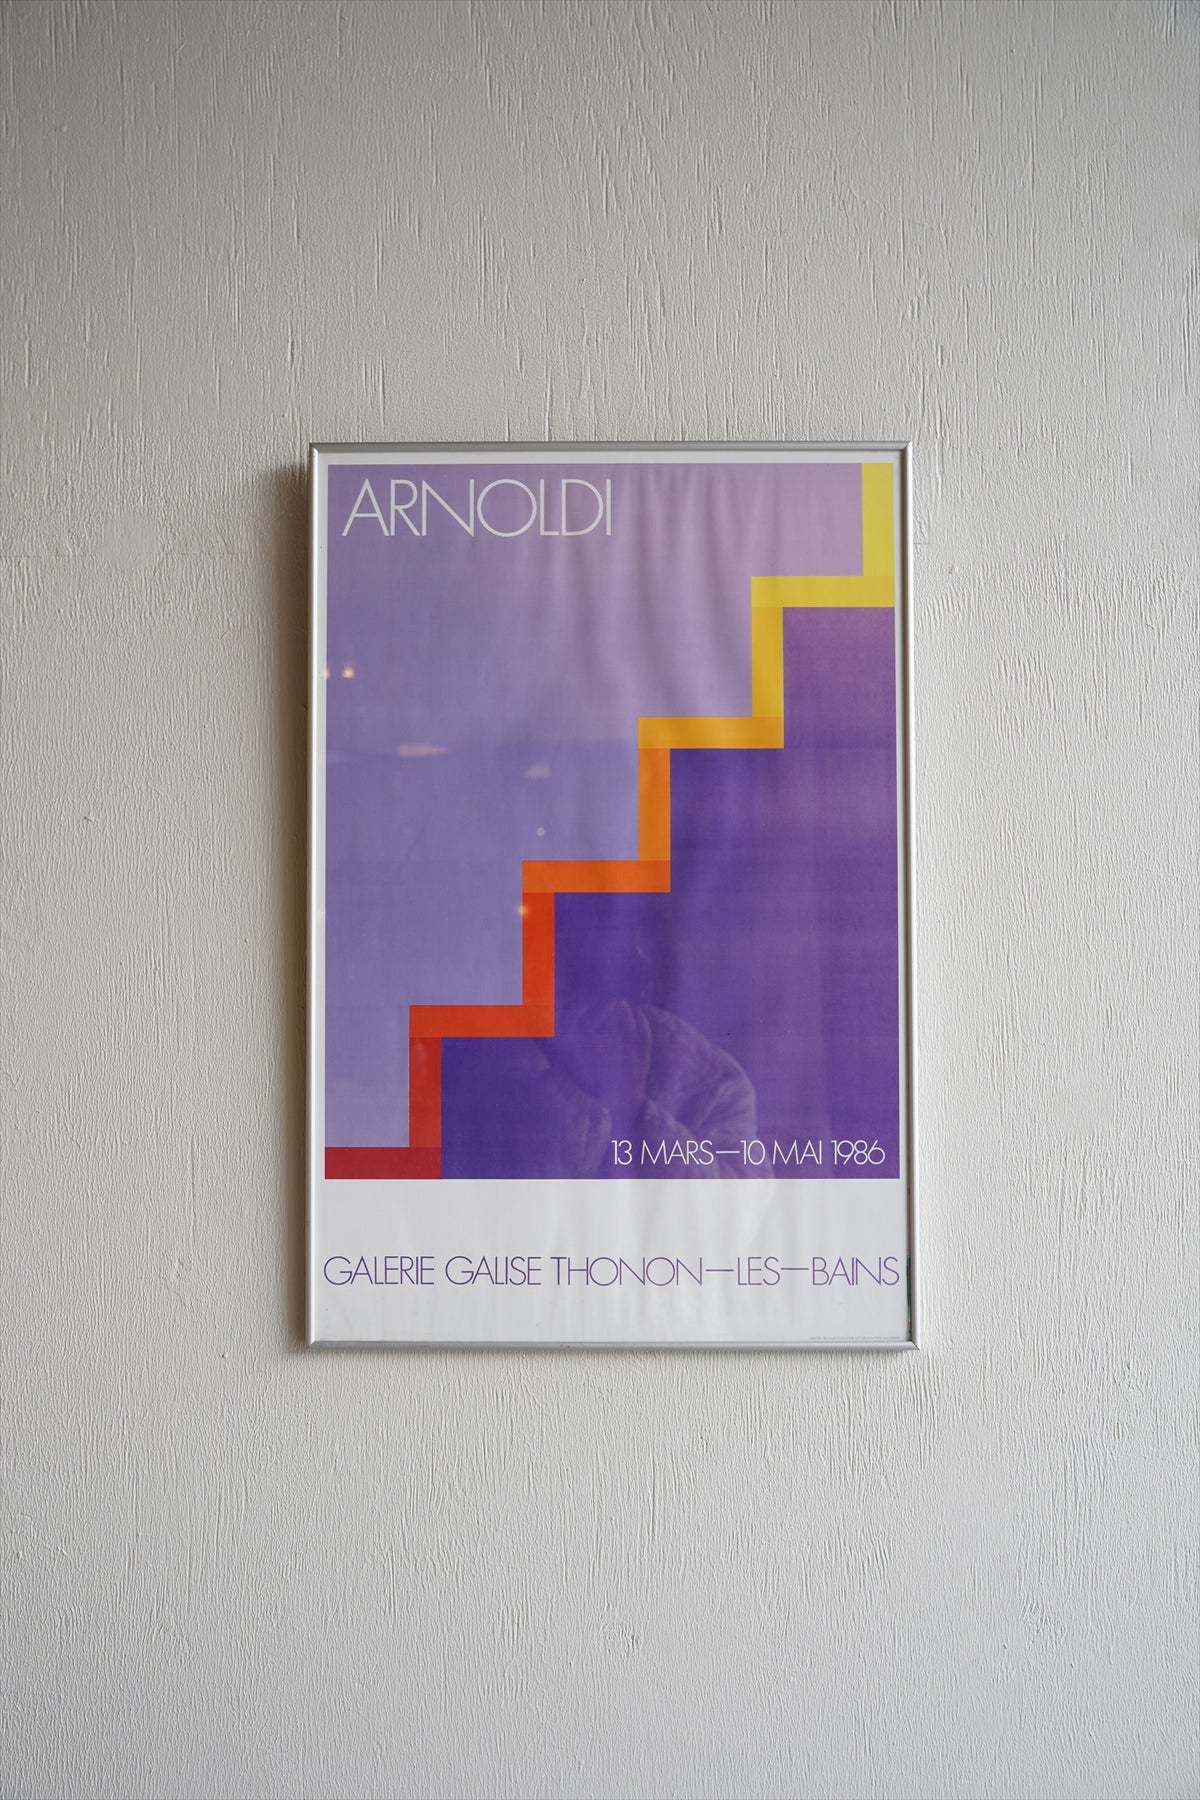 ARNOLDI
13 MARS—10 MAI 1986
GALERIE GALISE THONON—LES—BAINS